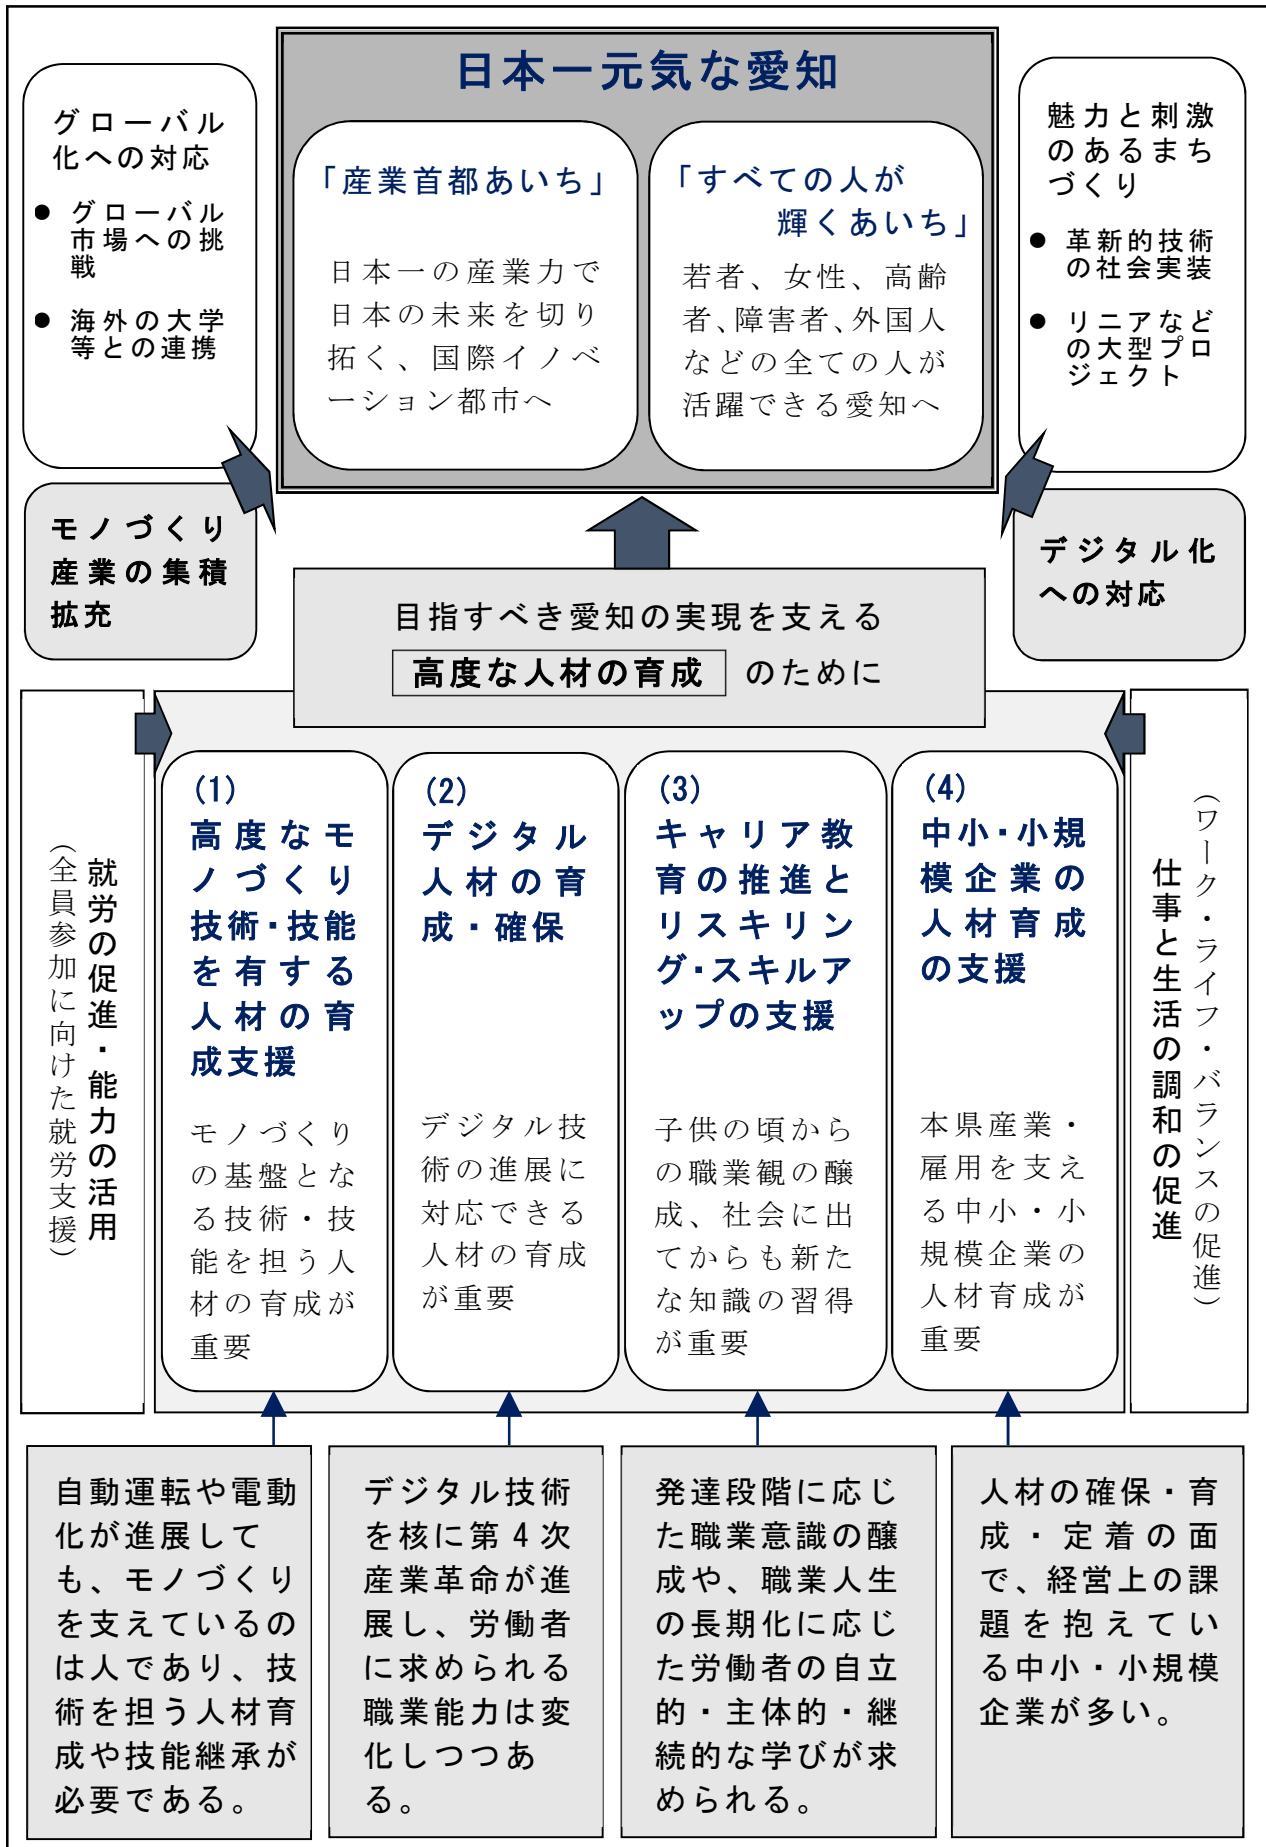 日本一元気な愛知
グローバル
化への対応
● グローバル
市場への挑
戦
● 海外の大学
等との連携
「産業首都あいち」
日本一の産業力で
日本の未来を切り
拓く、国際イノベ
ーション都市へ
「すべての人が
輝くあいち」
若者、女性、高齢
者、障害者、外国人
などの全ての人が
活躍できる愛知へ
魅力と刺激
のあるまち
づくり
● 革新的技術
の社会実装
● リニアなど
の大型プロ
ジェクト
モノづくり
産業の集積
拡充
デジタル化
への対応
目指すべき愛知の実現を支える
高度な人材の育成 のために
就労の促進・能力の活用
（全員参加に向けた就労支援）
(1)
高度なモ
ノづくり
技術・技能
を有する
人材の育
成支援
モノづくり
の基盤とな
る技術・技
能を担う人
材の育成が
重要
(2)
デジタル
人材の育
成・確保
デジタル技
術の進展に
対応できる
人材の育成
が重要
(3)
キャリア教
育の推進と
リスキリン
グ・スキルア
ップの支援
子供の頃から
の職業観の醸
成、社会に出
てからも新た
な知識の習得
が重要
(4)
中小・小規
模企業の
人材育成
の支援
本県産業・
雇用を支え
る中小・小
規模企業の
人材育成が
重要
（ワーク・ライフ・バランスの促進）
仕事と生活の調和の促進
自動運転や電動
化が進展して
も、モノづくり
を支えているの
は人であり、技
術を担う人材育
成や技能継承が
必要である。
デジタル技術
を核に第４次
産業革命が進
展し、労働者
に求められる
職業能力は変
化しつつあ
る。
発達段階に応じ
た職業意識の醸
成や、職業人生
の長期化に応じ
た労働者の自立
的・主体的・継
続的な学びが求
められる。
人材の確保・育
成・定着の面
で、経営上の課
題を抱えてい
る中小・小規模
企業が多い。